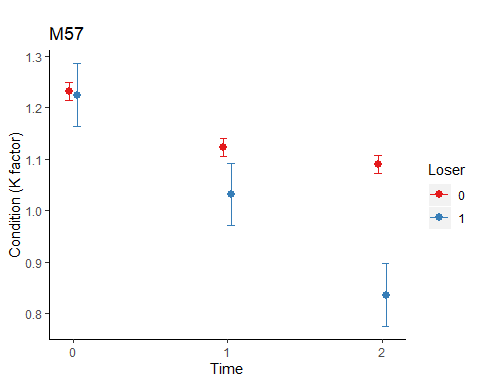 M57
1.3
1.2
1.1
1.0
0.9
0.8
Condition (K factor)
0 1 2
Time
Loser
0
1